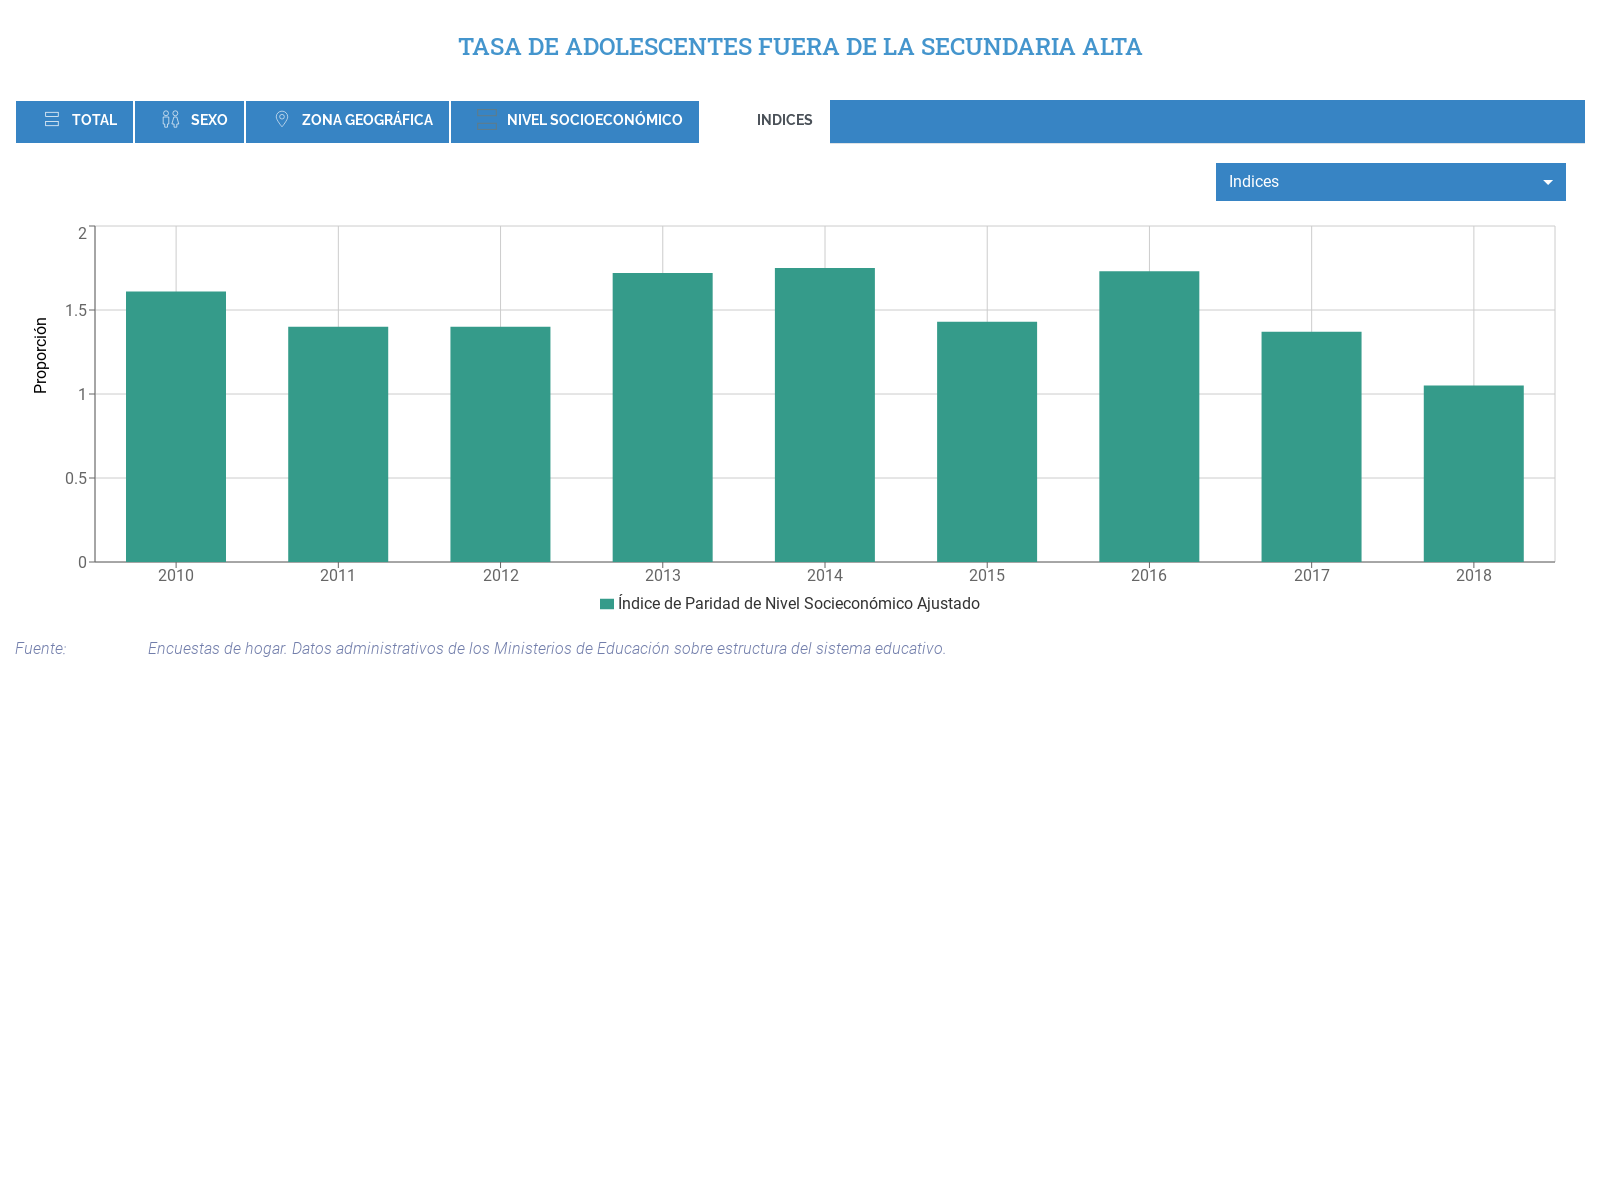 TASA DE ADOLESCENTES FUERA DE LA SECUNDARIA ALTA
TOTAL SEXO ZONA GEOGRÁFICA NIVEL SOCIOECONÓMICO INDICES
Indices
2
1.5
1
0.5
0
Proporción
2010 2011 2012 2013 2014 2015 2016 2017 2018
Índice de Paridad de Nivel Socieconómico Ajustado
Fuente: Encuestas de hogar. Datos administrativos de los Ministerios de Educación sobre estructura del sistema educativo.